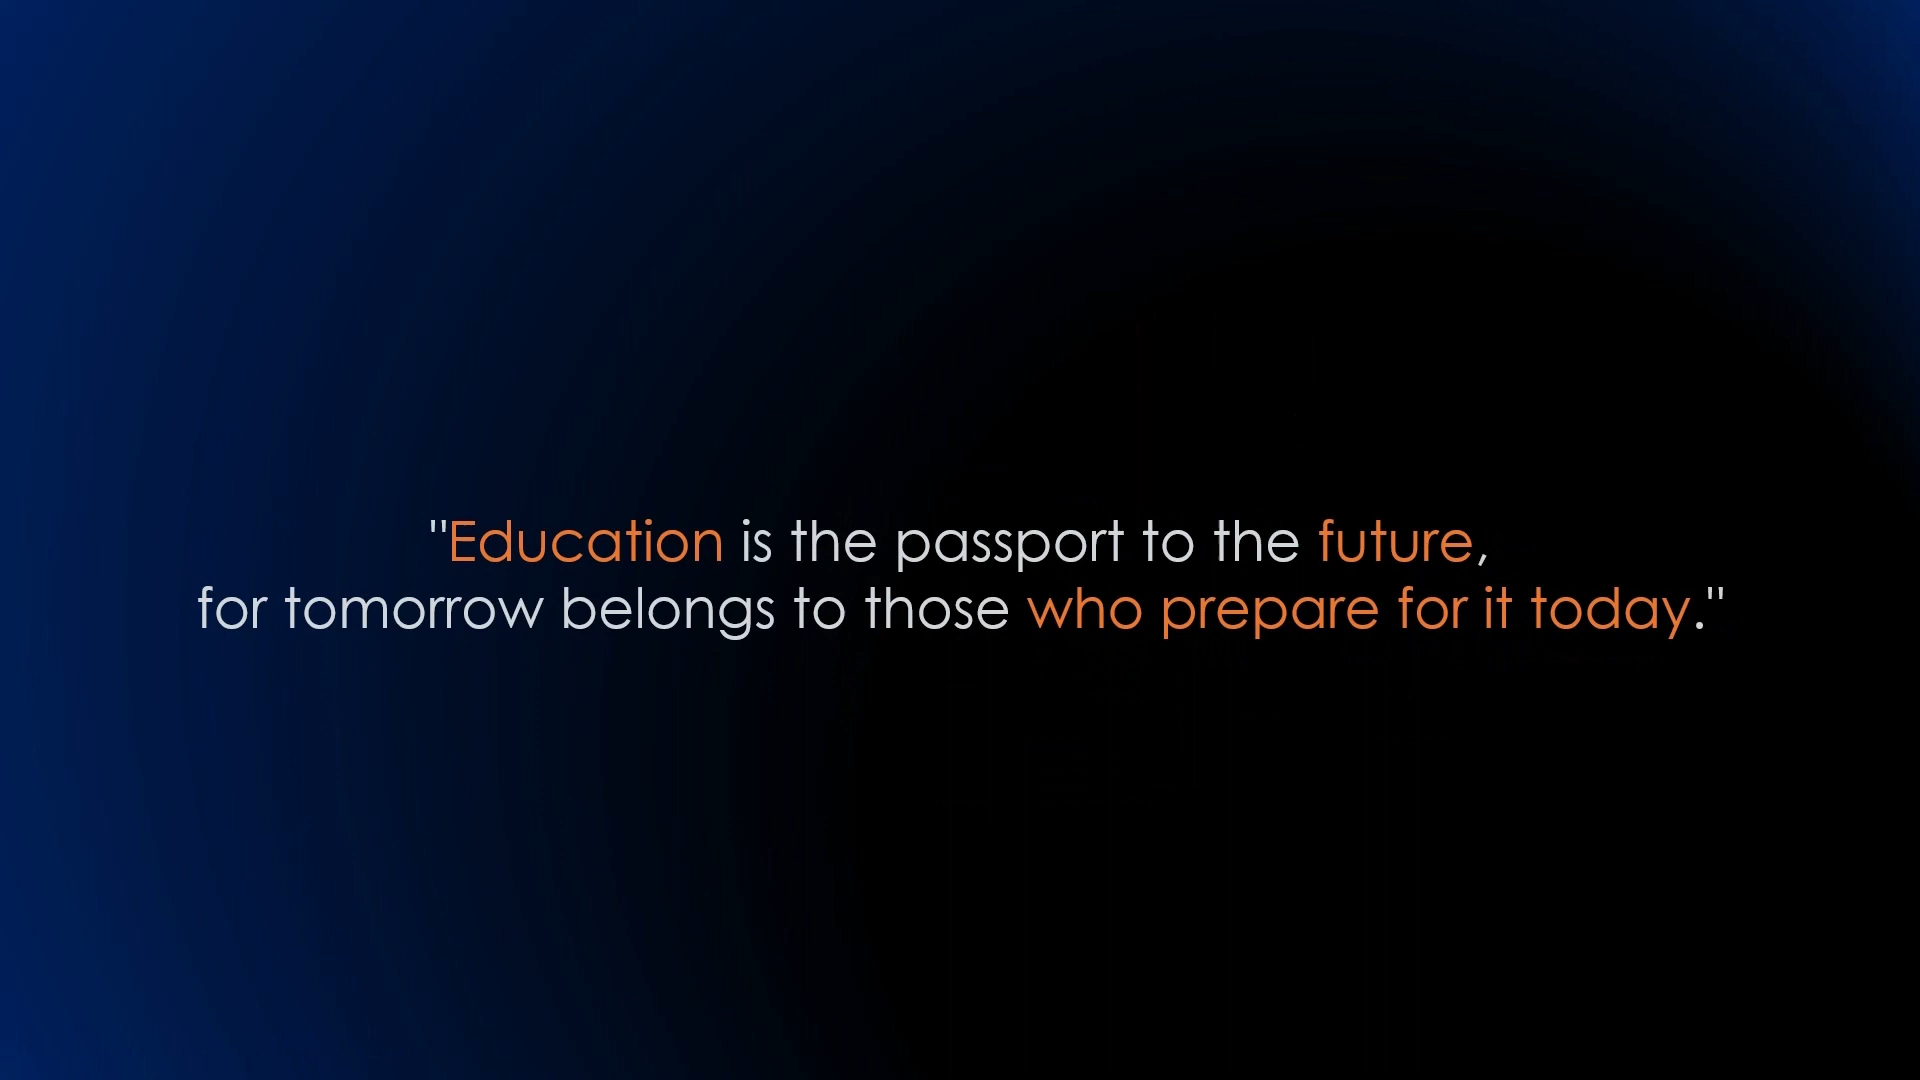 "Education is the passport to the future,
for tomorrow belongs to those who prepare for it today."